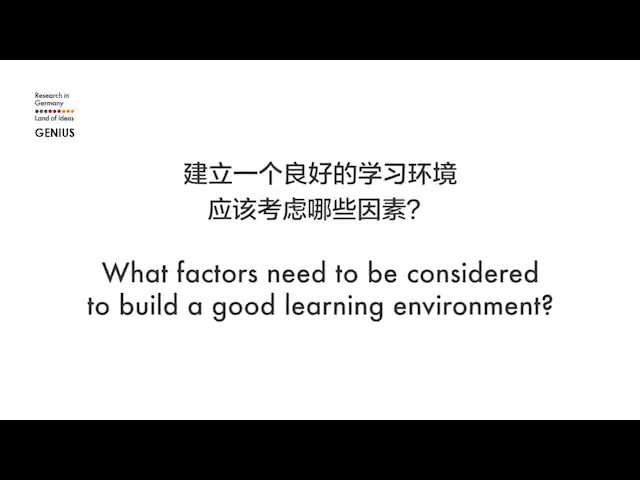 Research in
Germany
Land of Ideas
GENIUS
建立一个良好的学习环境
应该考虑哪些因素？
What factors need to be considered
to build a good learning environment?